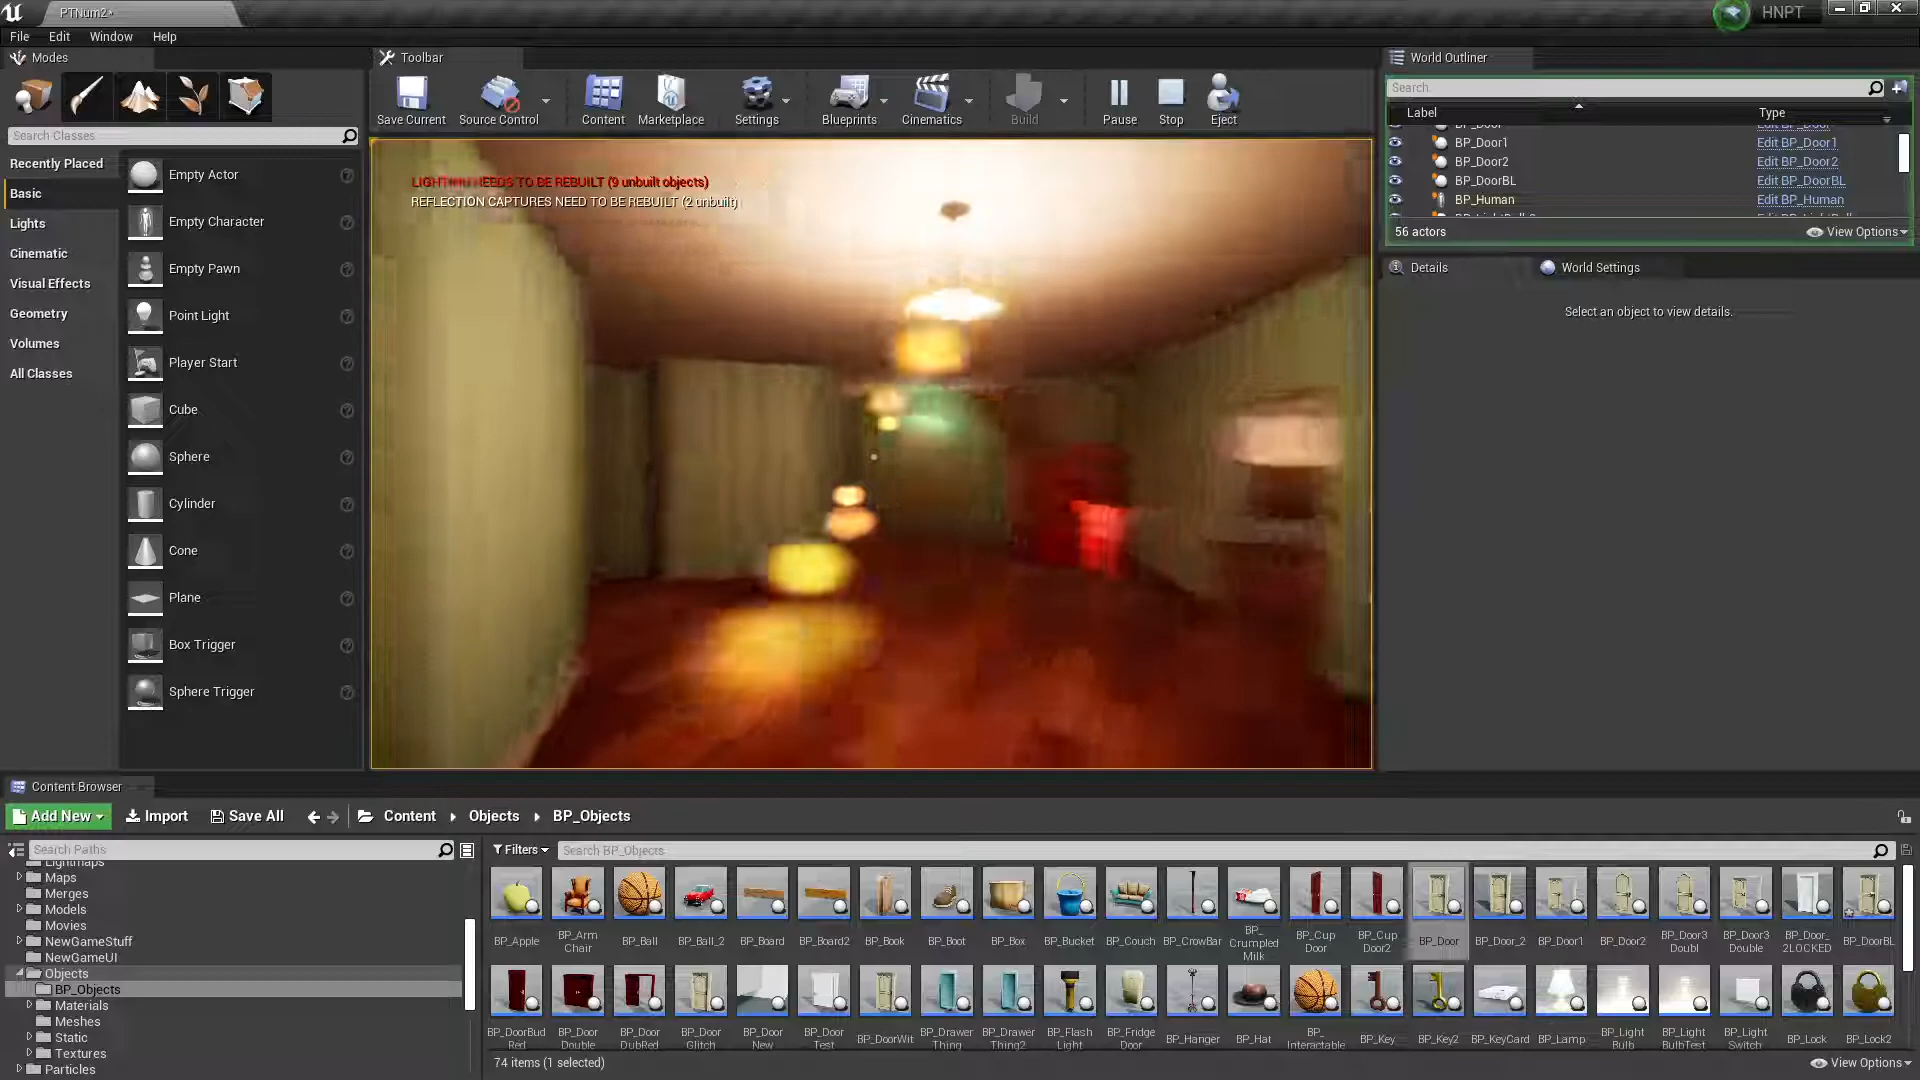 PTNum2*
HNPT
File Edit Window Help
Modes
Toolbar
World Outliner
Search Classes
Recently Placed
Basic
Lights
Cinematic
Visual Effects
Geometry
Volumes
All Classes
Empty Actor
Empty Character
Empty Pawn
Point Light
Player Start
Cube
Sphere
Cylinder
Cone
Plane
Box Trigger
Sphere Trigger
Save Current
Source Control
Content
Marketplace
Settings
Blueprints
Cinematics
Build
Pause
Stop
Eject
NEEDS TO BE REBUILT (9 unbuilt objects)
REFLECTION CAPTURES NEED TO BE REBUILT (2 unbuilt)
Search
Label Type
BP_Door Edit BP_Door
BP_Door1 Edit BP_Door1
BP_Door2 Edit BP_Door2
BP_DoorBL Edit BP_DoorBL
BP_Human Edit BP_Human
56 actors View Options
Details World Settings
Select an object to view details.
Content Browser
Add New Import Save All Content Objects BP_Objects
Search Paths
Lightmaps
Maps
Merges
Models
Movies
NewGameStuff
NewGameUI
Objects
BP_Objects
Materials
Meshes
Static
Textures
Particles
Filters Search BP_Objects
BP_Apple
BP_Arm
Chair
BP_Ball
BP_Ball_2
BP_Board
BP_Board2
BP_Book
BP_Boot
BP_Box
BP_Bucket
BP_Couch
BP_CrowBar
BP_
Crumpled
Milk
BP_Cup
Door
BP_Cup
Door2
BP_Door
BP_Door_2
BP_Door1
BP_Door2
BP_Door3
Doubl
BP_Door3
Double
BP_Door_
2LOCKED
BP_DoorBL
BP_DoorBud
Red
BP_Door
Double
BP_Door
DubRed
BP_Door
Glitch
BP_Door
New
BP_Door
Test
BP_DoorWit
BP_Drawer
Thing
BP_Drawer
Thing2
BP_Flash
Light
BP_Fridge
Door
BP_Hanger
BP_Hat
BP_
Interactable
BP_Key
BP_Key2
BP_KeyCard
BP_Lamp
BP_Light
Bulb
BP_Light
BulbTest
BP_Light
Switch
BP_Lock
BP_Lock2
74 items (1 selected) View Options